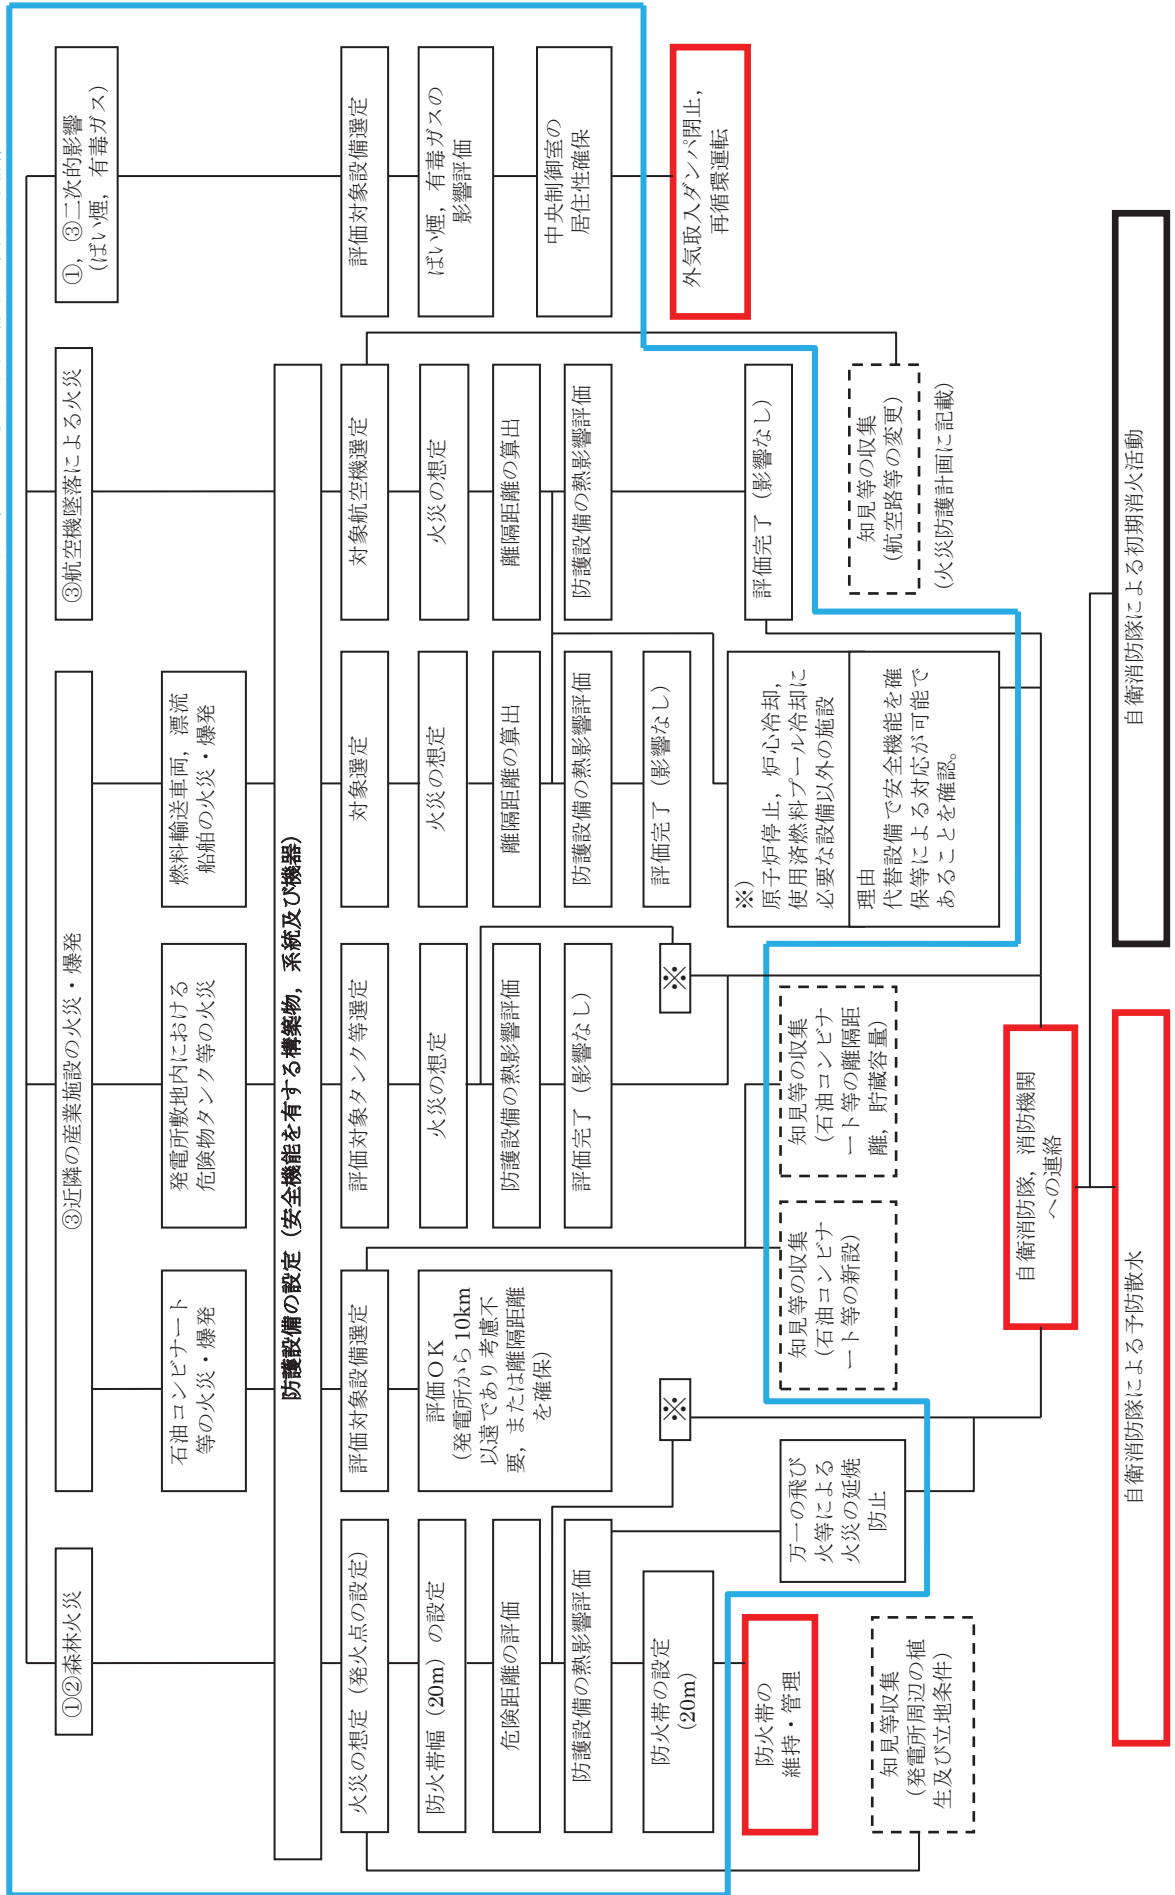 ①②森林火災
③近隣の産業施設の火災・爆発
③航空機墜落による火災
①，③二次的影響
（ばい煙，有毒ガス）
石油コンビナート
等の火災・爆発
発電所敷地内における
危険物タンク等の火災
燃料輸送車両，漂流
船舶の火災・爆発
防護設備の設定（安全機能を有する構築物，系統及び機器）
火災の想定（発火点の設定）
防火帯幅（20m）の設定
危険距離の評価
防護設備の熱影響評価
防火帯の設定
（20m）
防火帯の
維持・管理
知見等収集
（発電所周辺の植
生及び立地条件）
万一の飛び
火等による
火災の延焼
防止
※
評価対象設備選定
評価ＯＫ
（発電所から10km
以遠であり考慮不
要，または離隔距離
を確保）
知見等の収集
（石油コンビナ
ート等の新設）
知見等の収集
（石油コンビナ
ート等の離隔距
離，貯蔵容量）
評価対象タンク等選定
火災の想定
防護設備の熱影響評価
評価完了（影響なし）
※
対象選定
火災の想定
離隔距離の算出
防護設備の熱影響評価
評価完了（影響なし）
※）
原子炉停止，炉心冷却，
使用済燃料プール冷却に
必要な設備以外の施設
理由
代替設備で安全機能を確
保等による対応が可能で
あることを確認。
対象航空機選定
火災の想定
離隔距離の算出
防護設備の熱影響評価
評価完了（影響なし）
知見等の収集
（航空路等の変更）
（火災防護計画に記載）
評価対象設備選定
ばい煙，有毒ガスの
影響評価
中央制御室の
居住性確保
外気取入ダンパ閉止，
再循環運転
自衛消防隊，消防機関
への連絡
自衛消防隊による予防散水
自衛消防隊による初期消火活動